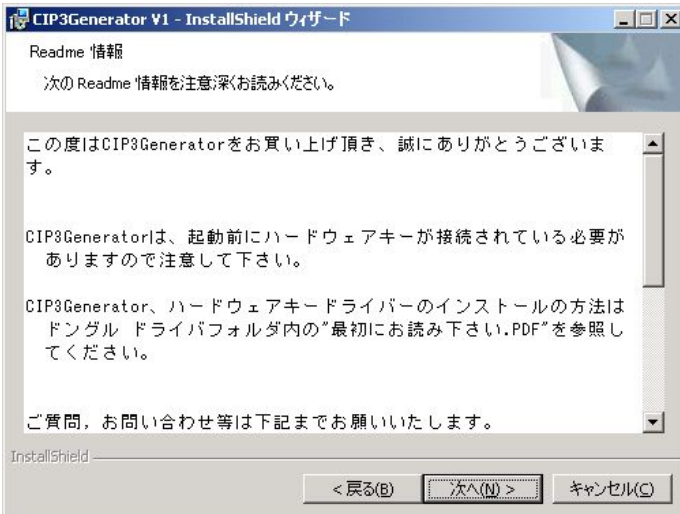 CIP3Generator V1 - InstallShield ウィザード
Readme 情報
次の Readme 情報を注意深くお読みください。
この度はCIP3Generatorをお買い上げ頂き、誠にありがとうございま
す。
CIP3Generatorは、起動前にハードウェアキーが接続されている必要が
ありますので注意して下さい。
CIP3Generator、ハードウェアキードライバーのインストールの方法は
ドングル ドライバフォルダ内の"最初にお読み下さい.PDF"を参照し
てください。
ご質問，お問い合わせ等は下記までお願いいたします。
InstallShield
< 戻る(B)
次へ(N) >
キャンセル(C)